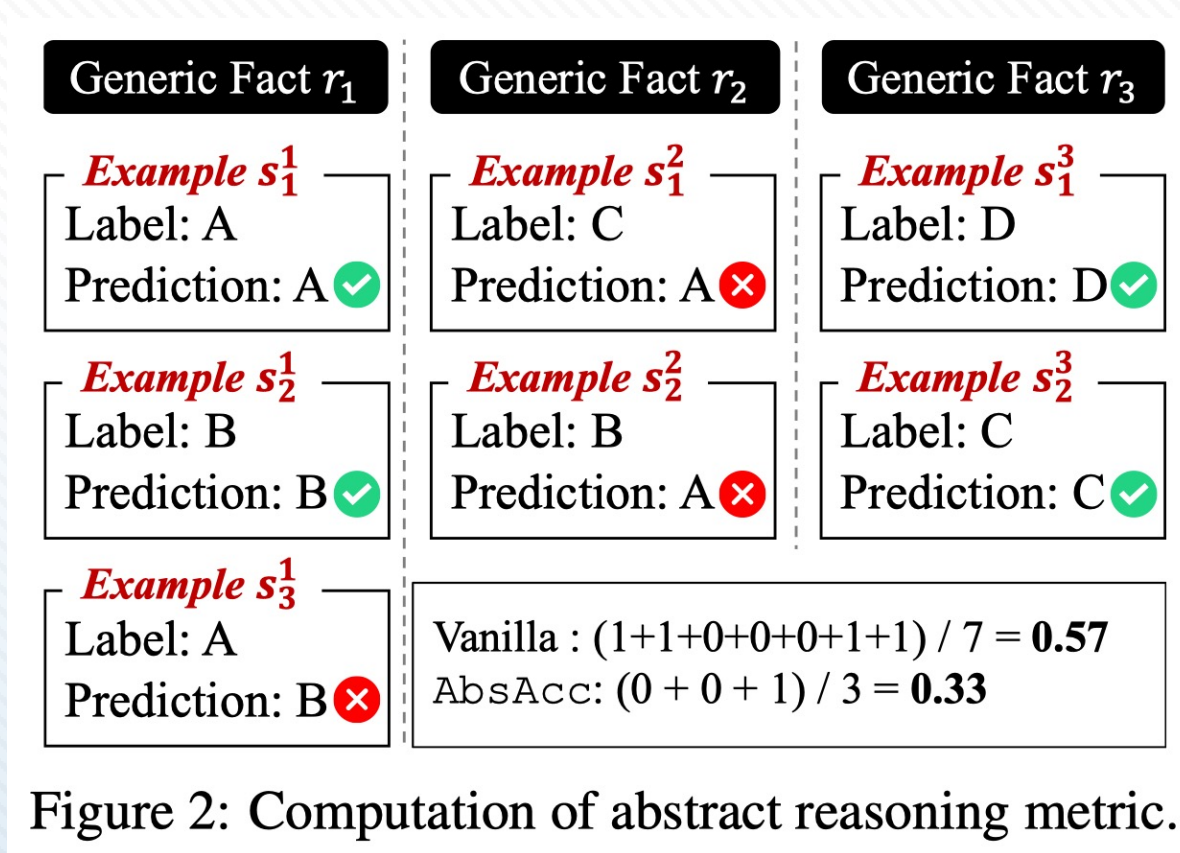 Generic Fact r₁
Example s₁¹
Label: A
Prediction: A
Example s₂¹
Label: B
Prediction: B
Example s₃¹
Label: A
Prediction: B
Generic Fact r₂
Example s₁²
Label: C
Prediction: A
Example s₂²
Label: B
Prediction: A
Generic Fact r₃
Example s₁³
Label: D
Prediction: D
Example s₂³
Label: C
Prediction: C
Vanilla : (1+1+0+0+0+1+1) / 7 = 0.57
AbsAcc: (0 + 0 + 1) / 3 = 0.33
Figure 2: Computation of abstract reasoning metric.